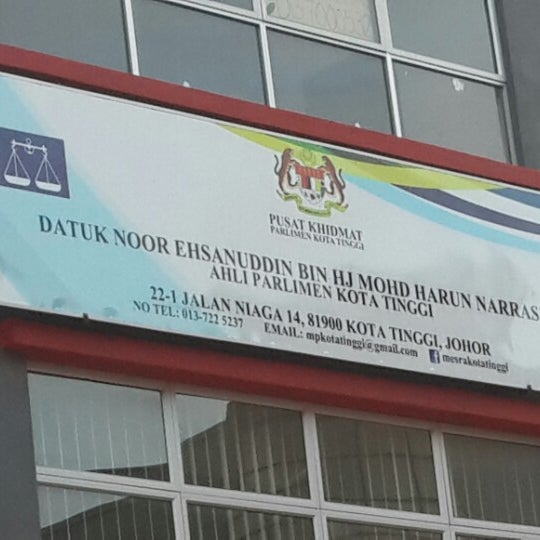 PUSAT KHIDMAT
PARLIMEN KOTA TINGGI
DATUK NOOR EHSANUDDIN BIN HJ MOHD HARUN NARRAS
AHLI PARLIMEN KOTA TINGGI
22-1 JALAN NIAGA 14, 81900 KOTA TINGGI, JOHOR
NO TEL: 013-722 5237 EMAIL: mpkotatinggi@gmail.com f mesrakotatinggi